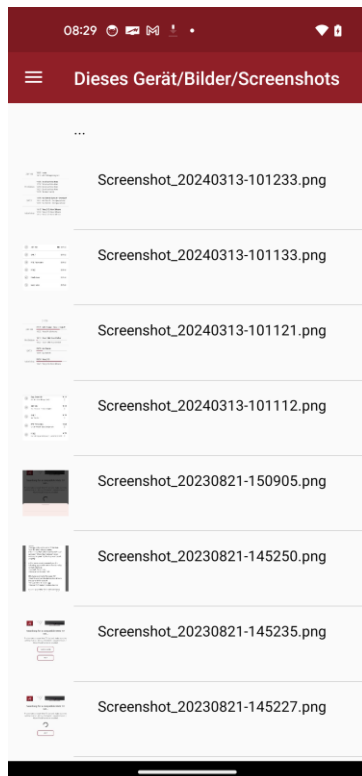 08:29
Dieses Gerät/Bilder/Screenshots
...
Screenshot_20240313-101233.png
Screenshot_20240313-101133.png
Screenshot_20240313-101121.png
Screenshot_20240313-101112.png
Screenshot_20230821-150905.png
Screenshot_20230821-145250.png
Screenshot_20230821-145235.png
Screenshot_20230821-145227.png